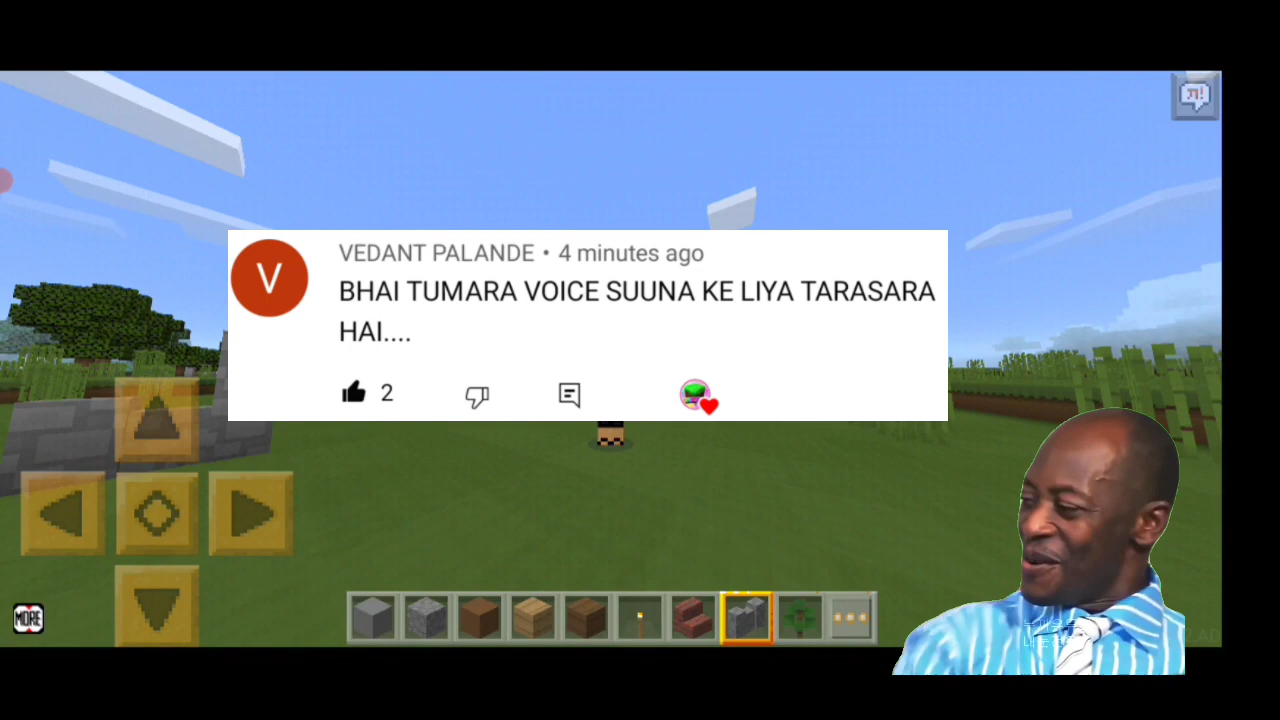 VEDANT PALANDE • 4 minutes ago
BHAI TUMARA VOICE SUUNA KE LIYA TARASARA
HAI....
2
MORE